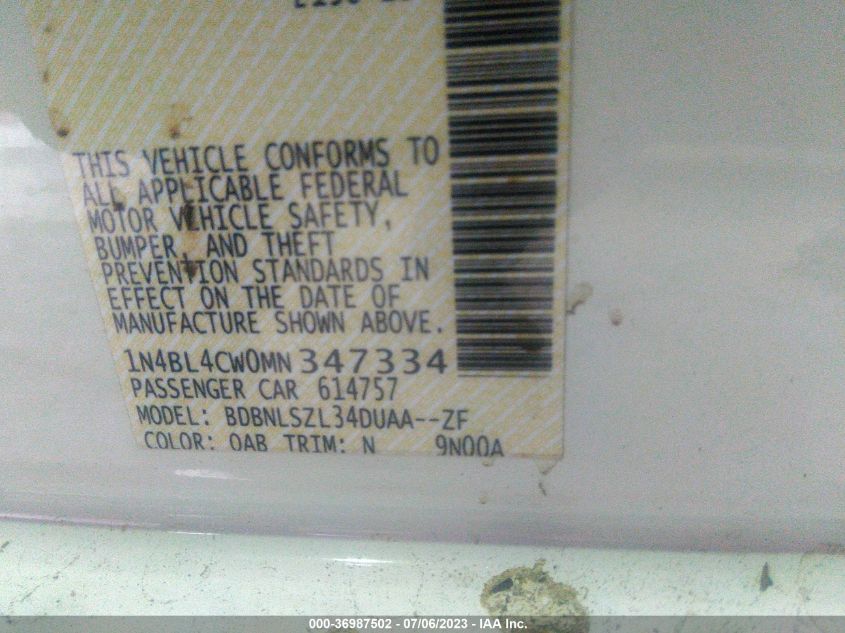 THIS VEHICLE CONFORMS TO
ALL APPLICABLE FEDERAL
MOTOR VEHICLE SAFETY,
BUMPER, AND THEFT
PREVENTION STANDARDS IN
EFFECT ON THE DATE OF
MANUFACTURE SHOWN ABOVE.
1N4BL4CW0MN347334
PASSENGER CAR 614757
MODEL: BDBNLSZL34DUAA--ZF
COLOR: QAB TRIM: N 9N00A
000-36987502 - 07/06/2023 - IAA Inc.